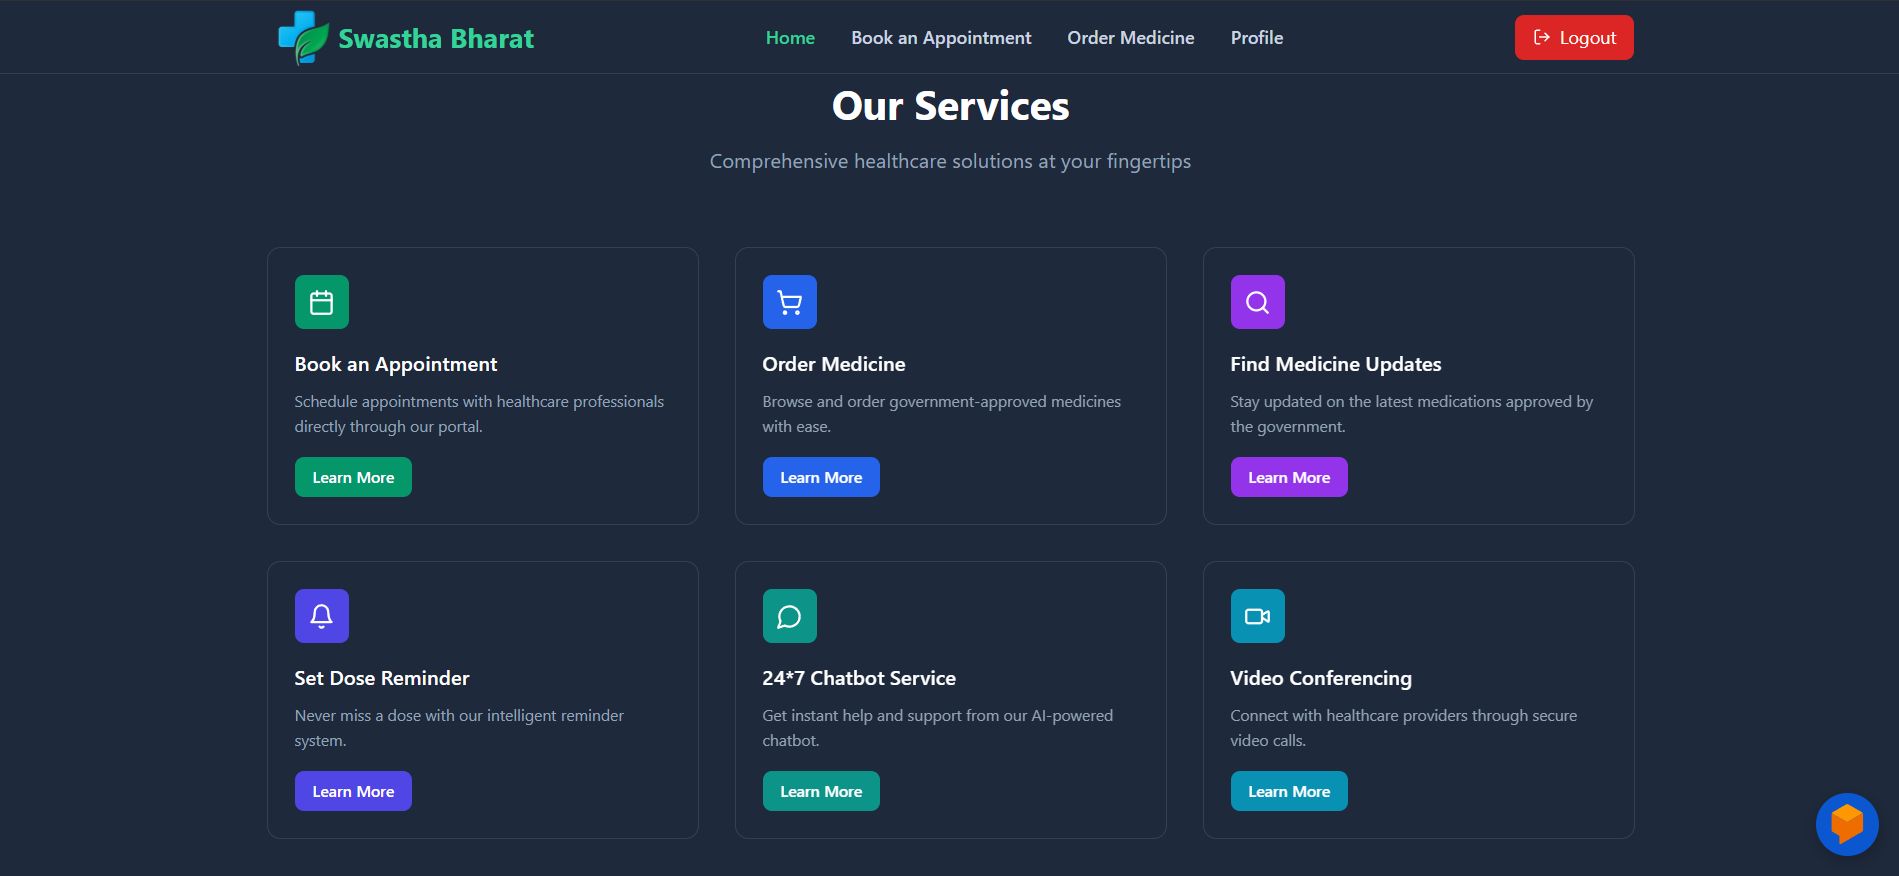 Swastha Bharat
Home
Book an Appointment
Order Medicine
Profile
Logout
Our Services
Comprehensive healthcare solutions at your fingertips
Book an Appointment
Schedule appointments with healthcare professionals
directly through our portal.
Learn More
Order Medicine
Browse and order government-approved medicines
with ease.
Learn More
Find Medicine Updates
Stay updated on the latest medications approved by
the government.
Learn More
Set Dose Reminder
Never miss a dose with our intelligent reminder
system.
Learn More
24*7 Chatbot Service
Get instant help and support from our AI-powered
chatbot.
Learn More
Video Conferencing
Connect with healthcare providers through secure
video calls.
Learn More